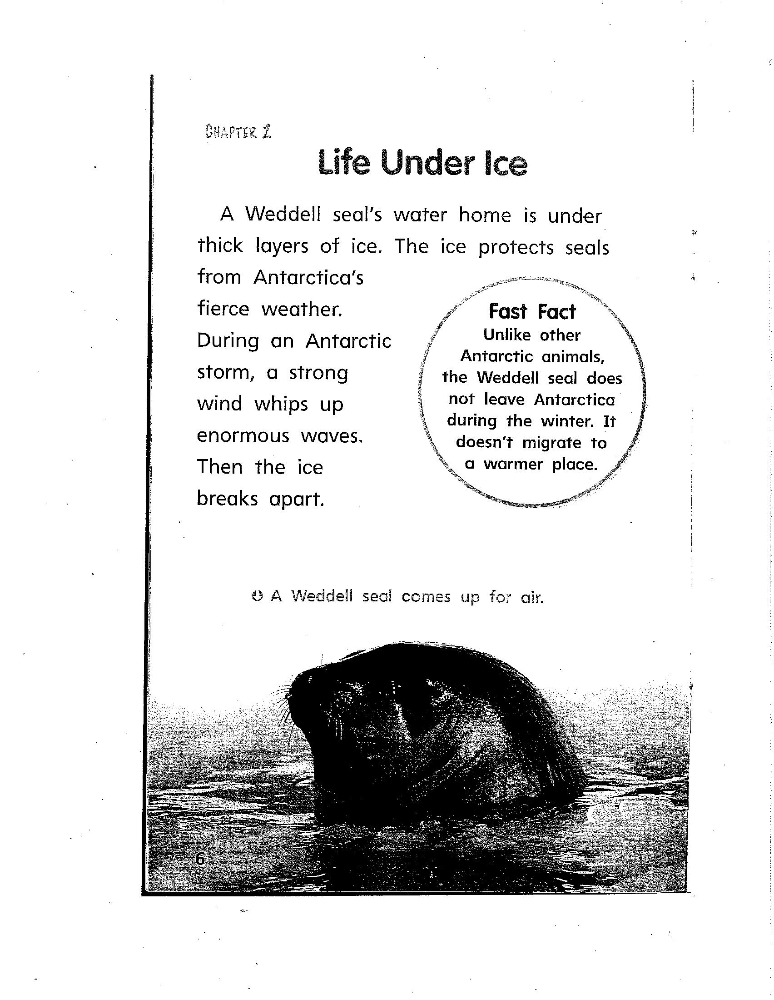 CHAPTER 2
Life Under Ice
A Weddell seal's water home is under
thick layers of ice. The ice protects seals
from Antarctica's
fierce weather.
During an Antarctic
storm, a strong
wind whips up
enormous waves.
Then the ice
breaks apart.
Fast Fact
Unlike other
Antarctic animals,
the Weddell seal does
not leave Antarctica
during the winter. It
doesn't migrate to
a warmer place.
A Weddell seal comes up for air.
6